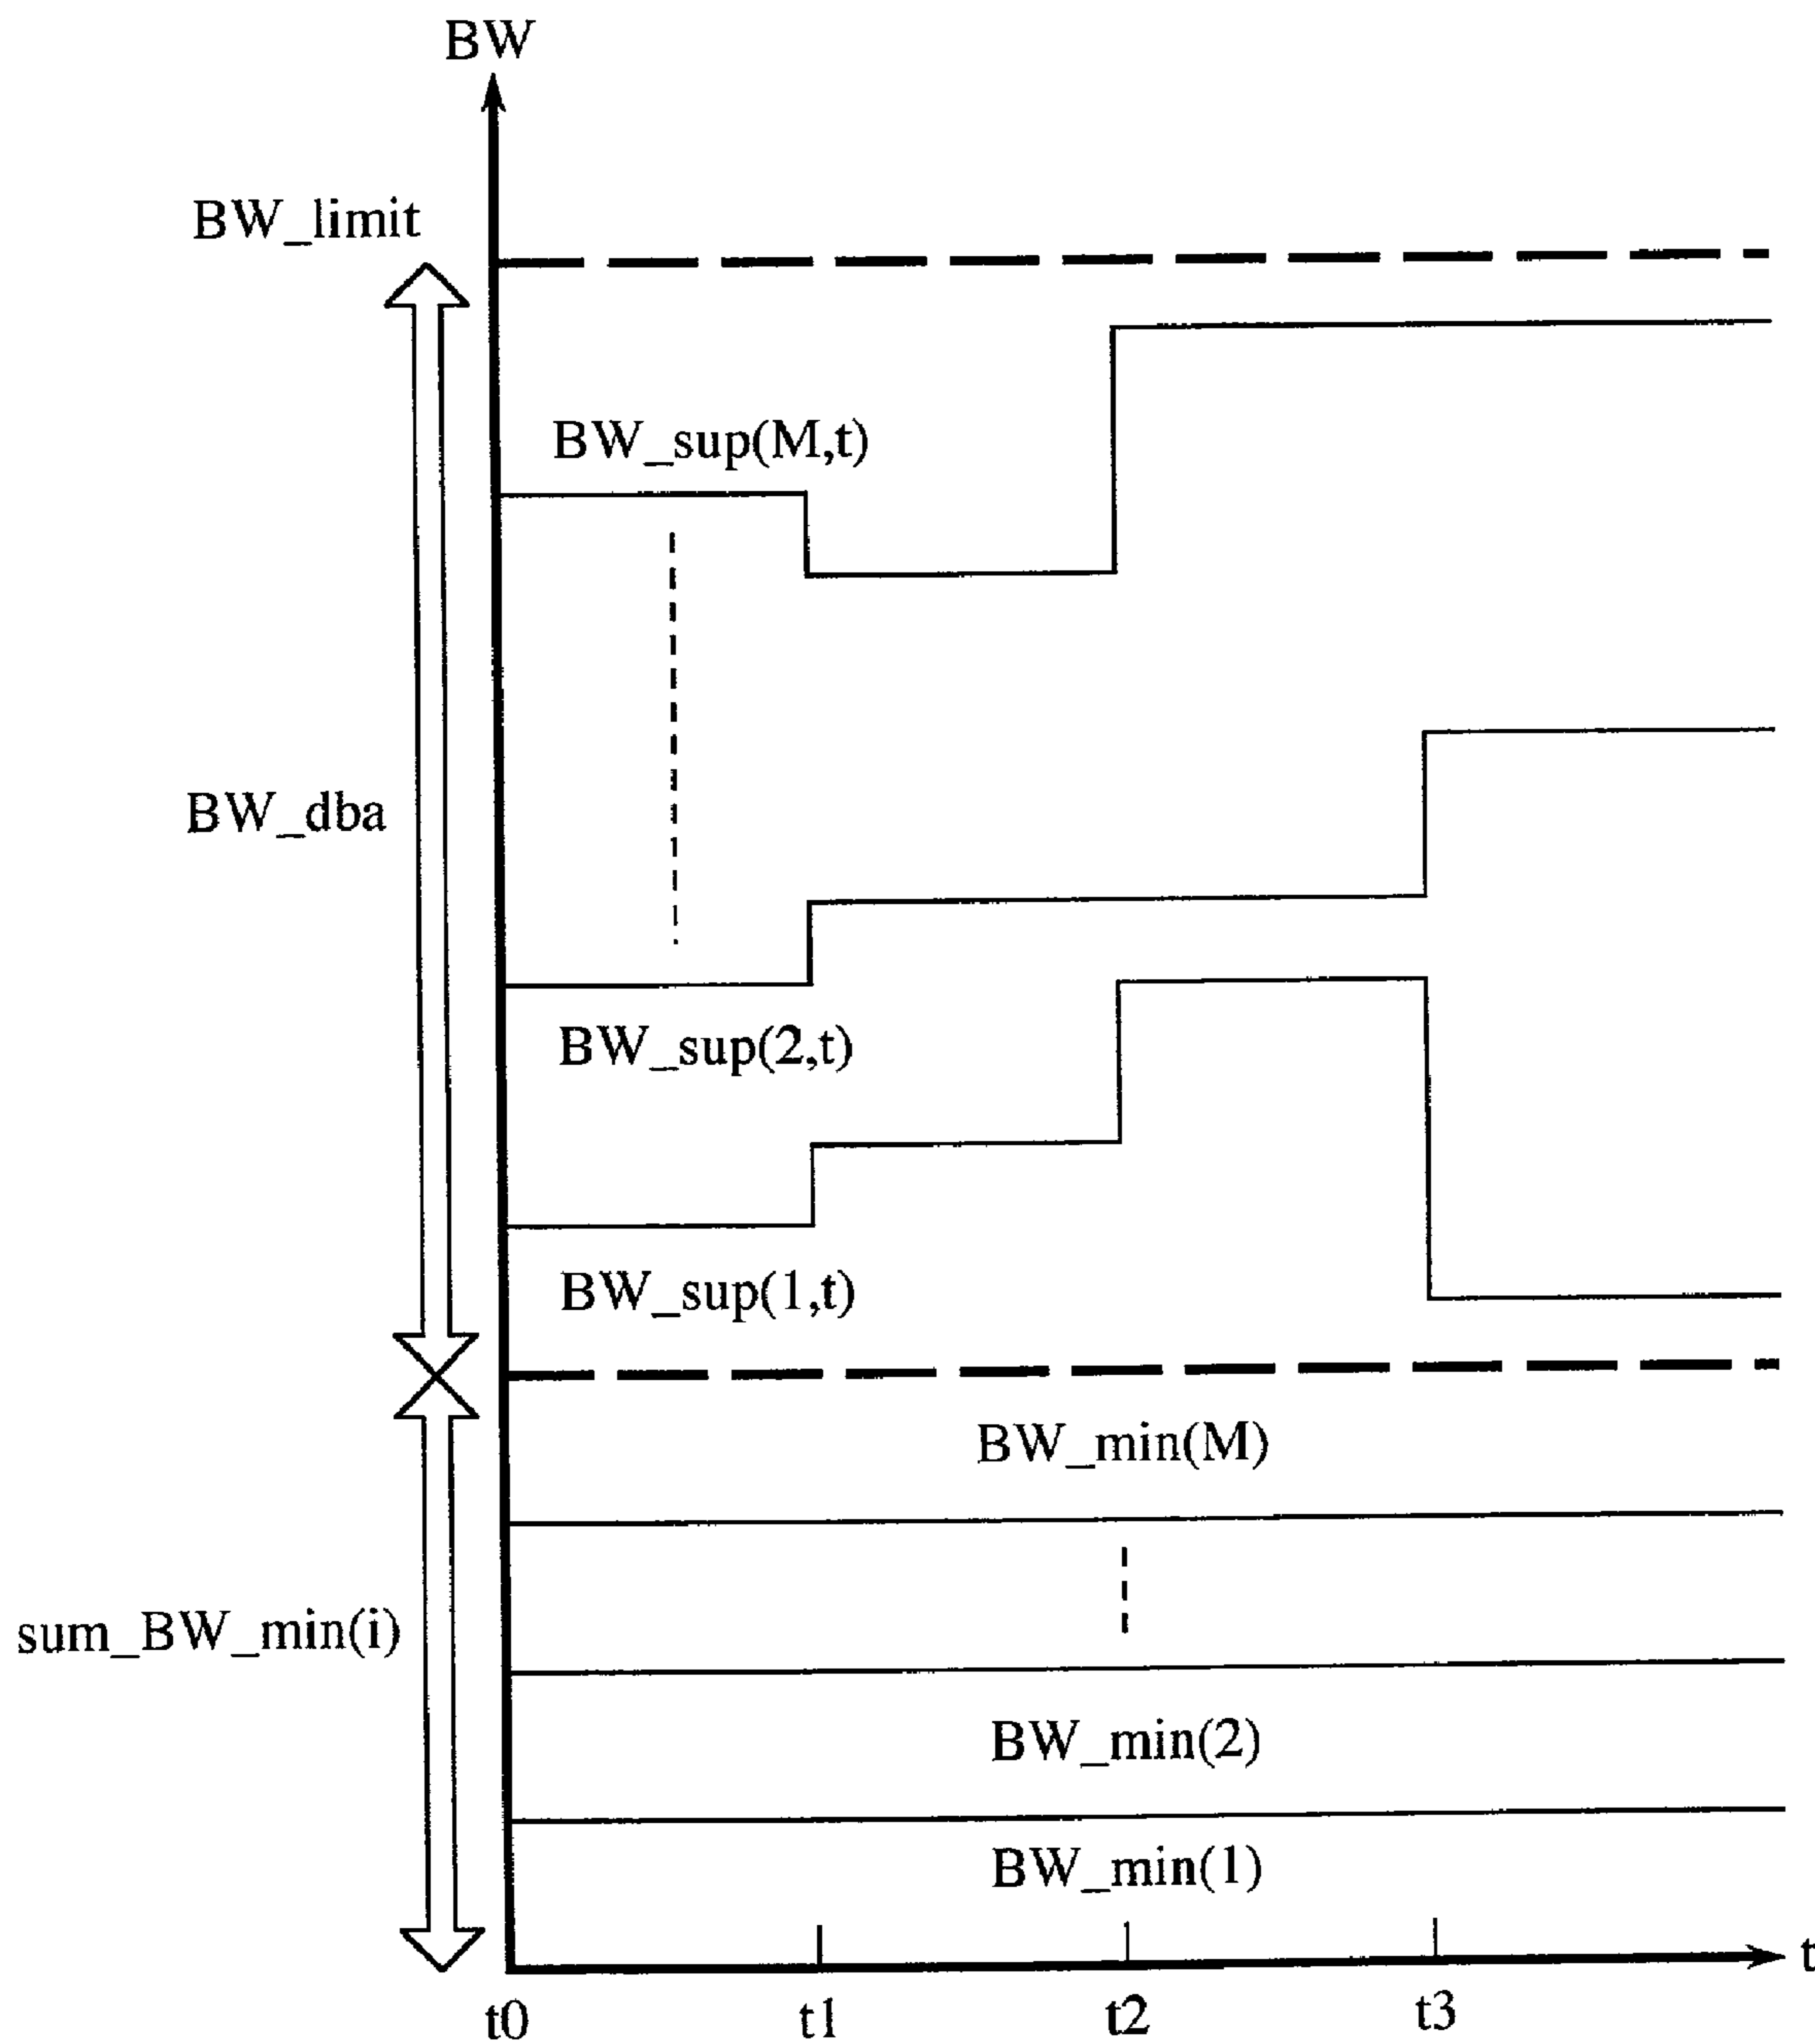 BW
BW_limit
BW_sup(M,t)
BW_dba
BW_sup(2,t)
BW_sup(1,t)
BW_min(M)
sum_BW_min(i)
BW_min(2)
BW_min(1)
t
t0 t1 t2 t3